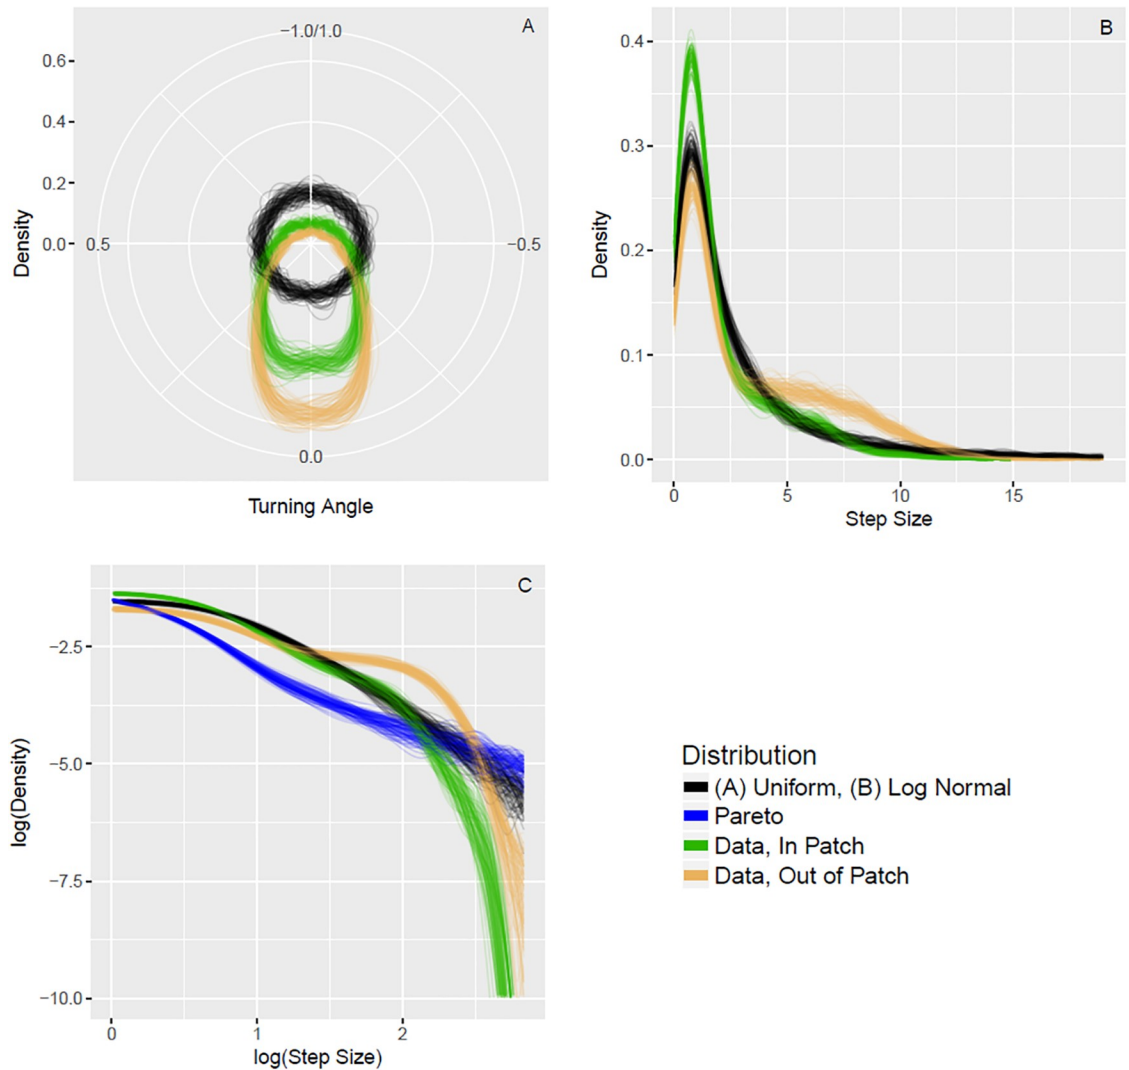 A
−1.0/1.0
0.6
0.4
0.2
0.0
0.5
−0.5
0.0
Density
Turning Angle
B
0.4
0.3
0.2
0.1
0.0
Density
0
5
10
15
Step Size
C
−2.5
−5.0
−7.5
−10.0
log(Density)
0
1
2
log(Step Size)
Distribution
(A) Uniform, (B) Log Normal
Pareto
Data, In Patch
Data, Out of Patch